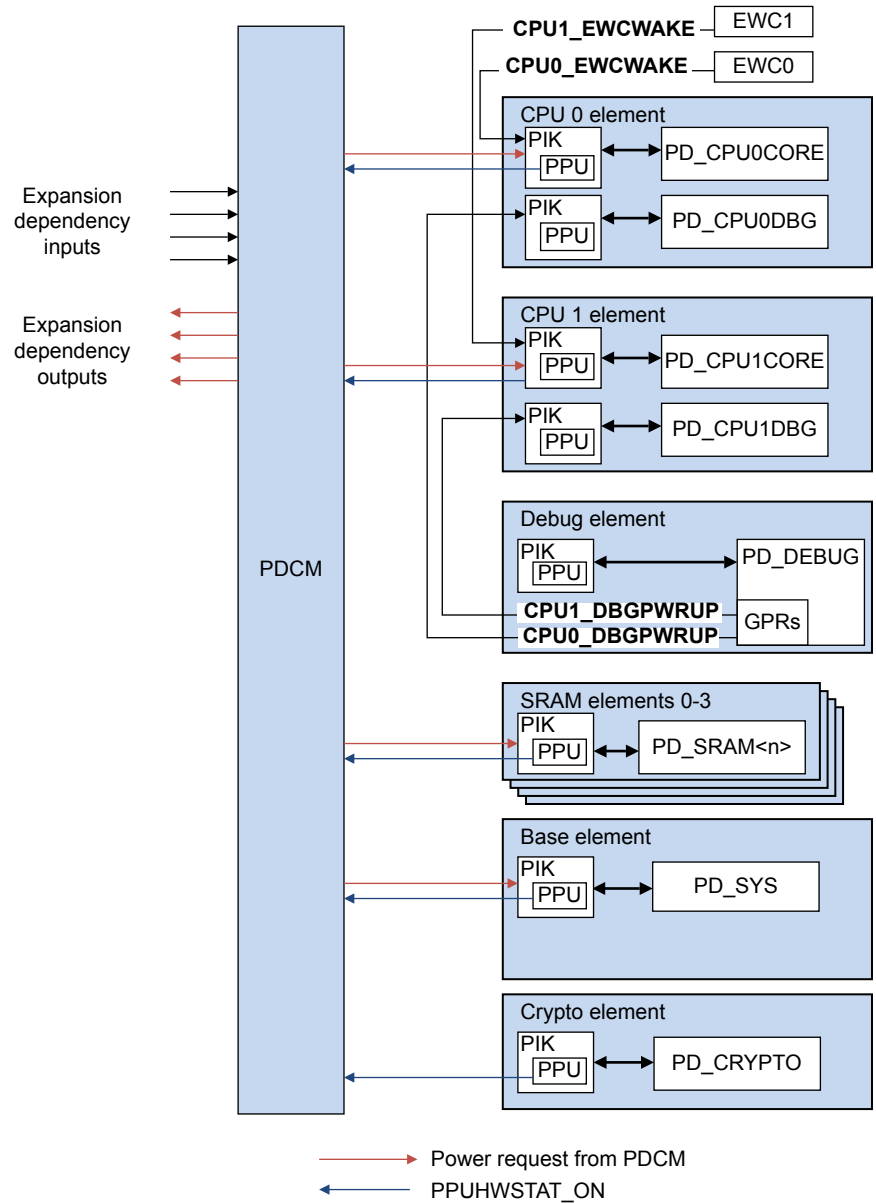 CPU1_EWCWAKE
EWC1
CPU0_EWCWAKE
EWC0
CPU 0 element
PIK
PPU
PD_CPU0CORE
PIK
PPU
PD_CPU0DBG
Expansion
dependency
inputs
Expansion
dependency
outputs
CPU 1 element
PIK
PPU
PD_CPU1CORE
PIK
PPU
PD_CPU1DBG
PDCM
Debug element
PIK
PPU
PD_DEBUG
CPU1_DBGPWRUP
CPU0_DBGPWRUP
GPRs
SRAM elements 0-3
PIK
PPU
PD_SRAM<n>
Base element
PIK
PPU
PD_SYS
Crypto element
PIK
PPU
PD_CRYPTO
Power request from PDCM
PPUHWSTAT_ON